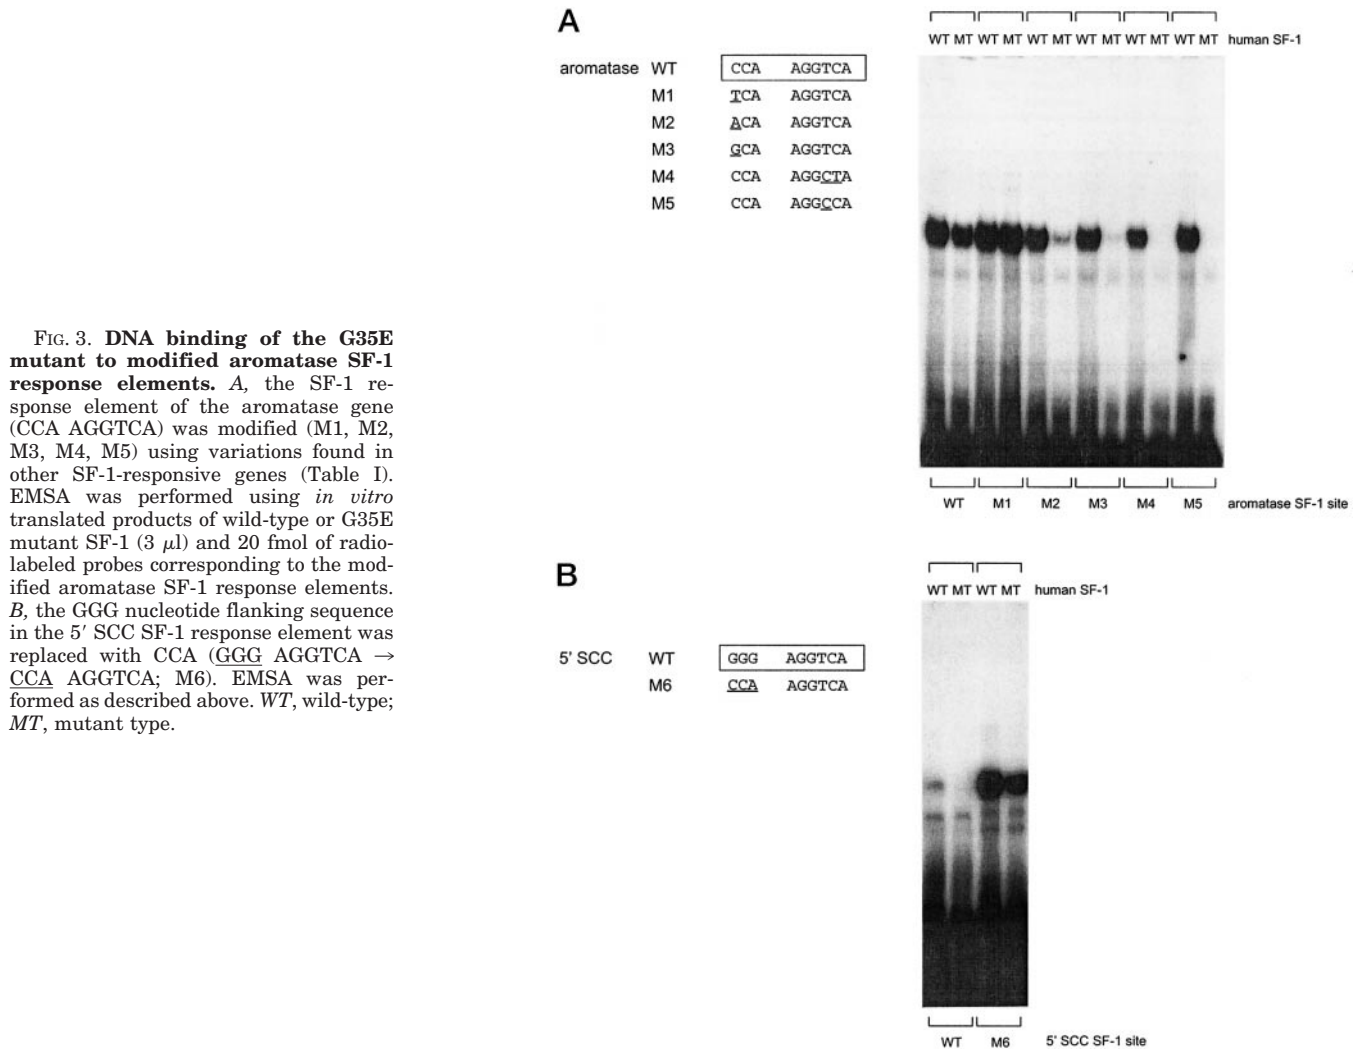 FIG. 3. DNA binding of the G35E
mutant to modified aromatase SF-1
response elements. A, the SF-1 re-
sponse element of the aromatase gene
(CCA AGGTCA) was modified (M1, M2,
M3, M4, M5) using variations found in
other SF-1-responsive genes (Table I).
EMSA was performed using in vitro
translated products of wild-type or G35E
mutant SF-1 (3 μl) and 20 fmol of radio-
labeled probes corresponding to the mod-
ified aromatase SF-1 response elements.
B, the GGG nucleotide flanking sequence
in the 5′ SCC SF-1 response element was
replaced with CCA (GGG AGGTCA →
CCA AGGTCA; M6). EMSA was per-
formed as described above. WT, wild-type;
MT, mutant type.
A
WT MT WT MT WT MT WT MT WT MT WT MT human SF-1
aromatase WT CCA AGGTCA
M1 TCA AGGTCA
M2 ACA AGGTCA
M3 GCA AGGTCA
M4 CCA AGGCTA
M5 CCA AGGCCA
WT M1 M2 M3 M4 M5 aromatase SF-1 site
B
WT MT WT MT human SF-1
5' SCC WT GGG AGGTCA
M6 CCA AGGTCA
WT M6 5' SCC SF-1 site